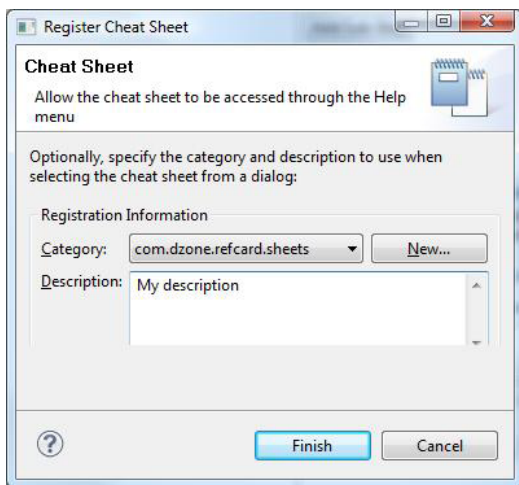 Register Cheat Sheet
Cheat Sheet
Allow the cheat sheet to be accessed through the Help
menu
Optionally, specify the category and description to use when
selecting the cheat sheet from a dialog:
Registration Information
Category: com.dzone.refcard.sheets New...
Description: My description
Finish Cancel